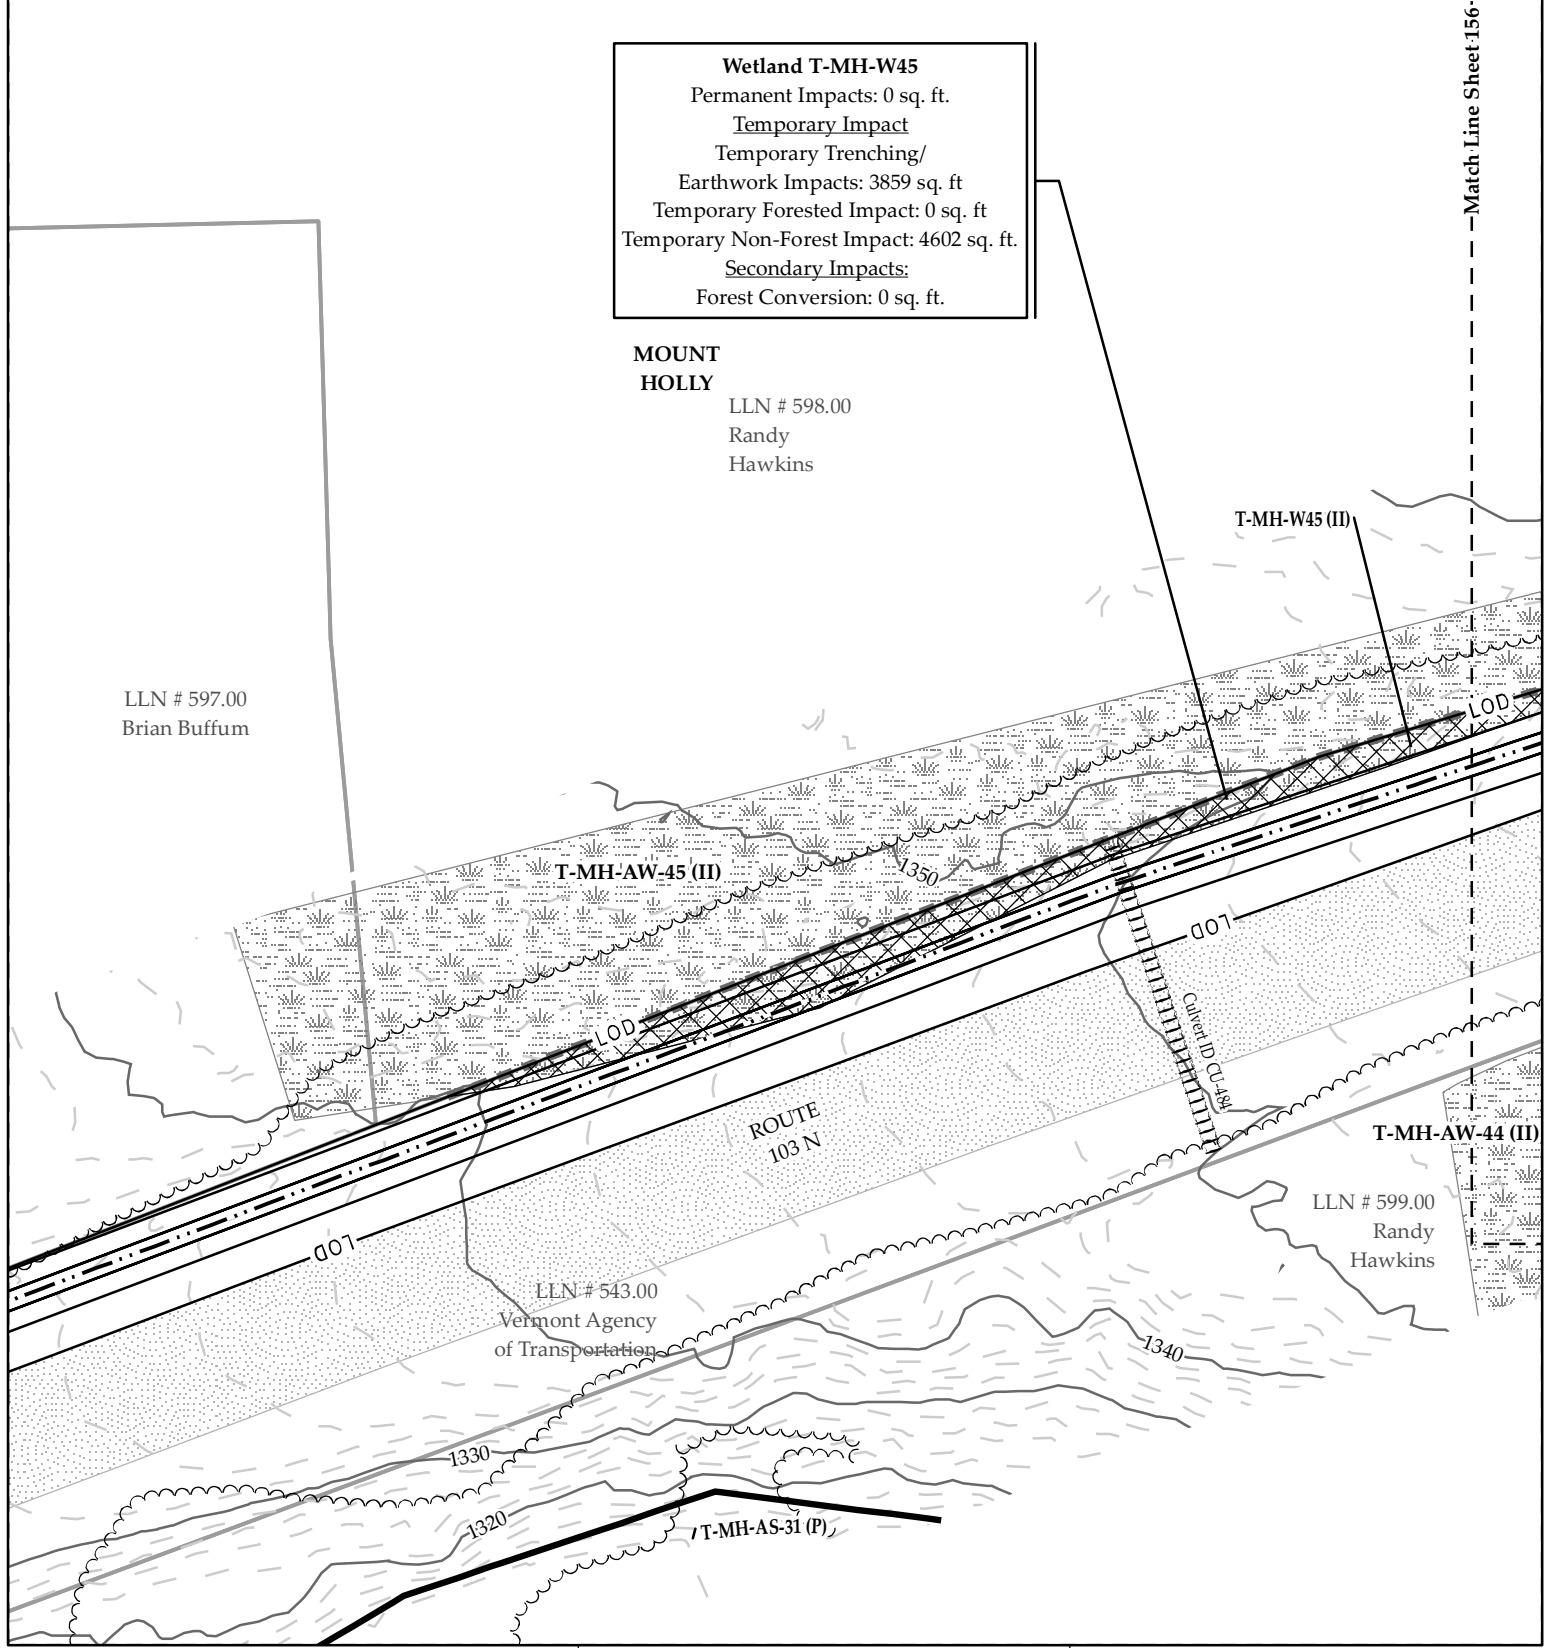 Match Line Sheet 156
Wetland T-MH-W45
Permanent Impacts: 0 sq. ft.
Temporary Impact
Temporary Trenching/
Earthwork Impacts: 3859 sq. ft
Temporary Forested Impact: 0 sq. ft
Temporary Non-Forest Impact: 4602 sq. ft.
Secondary Impacts:
Forest Conversion: 0 sq. ft.
MOUNT
HOLLY
LLN # 598.00
Randy
Hawkins
T-MH-W45 (II)
LLN # 597.00
Brian Buffum
LOD
T-MH-AW-45 (II)
1350
LOD
LOD
Culvert ID CU-484
ROUTE
103 N
T-MH-AW-44 (II)
LLN # 599.00
Randy
Hawkins
LOD
LLN # 543.00
Vermont Agency
of Transportation
1340
1330
1320
T-MH-AS-31 (P)